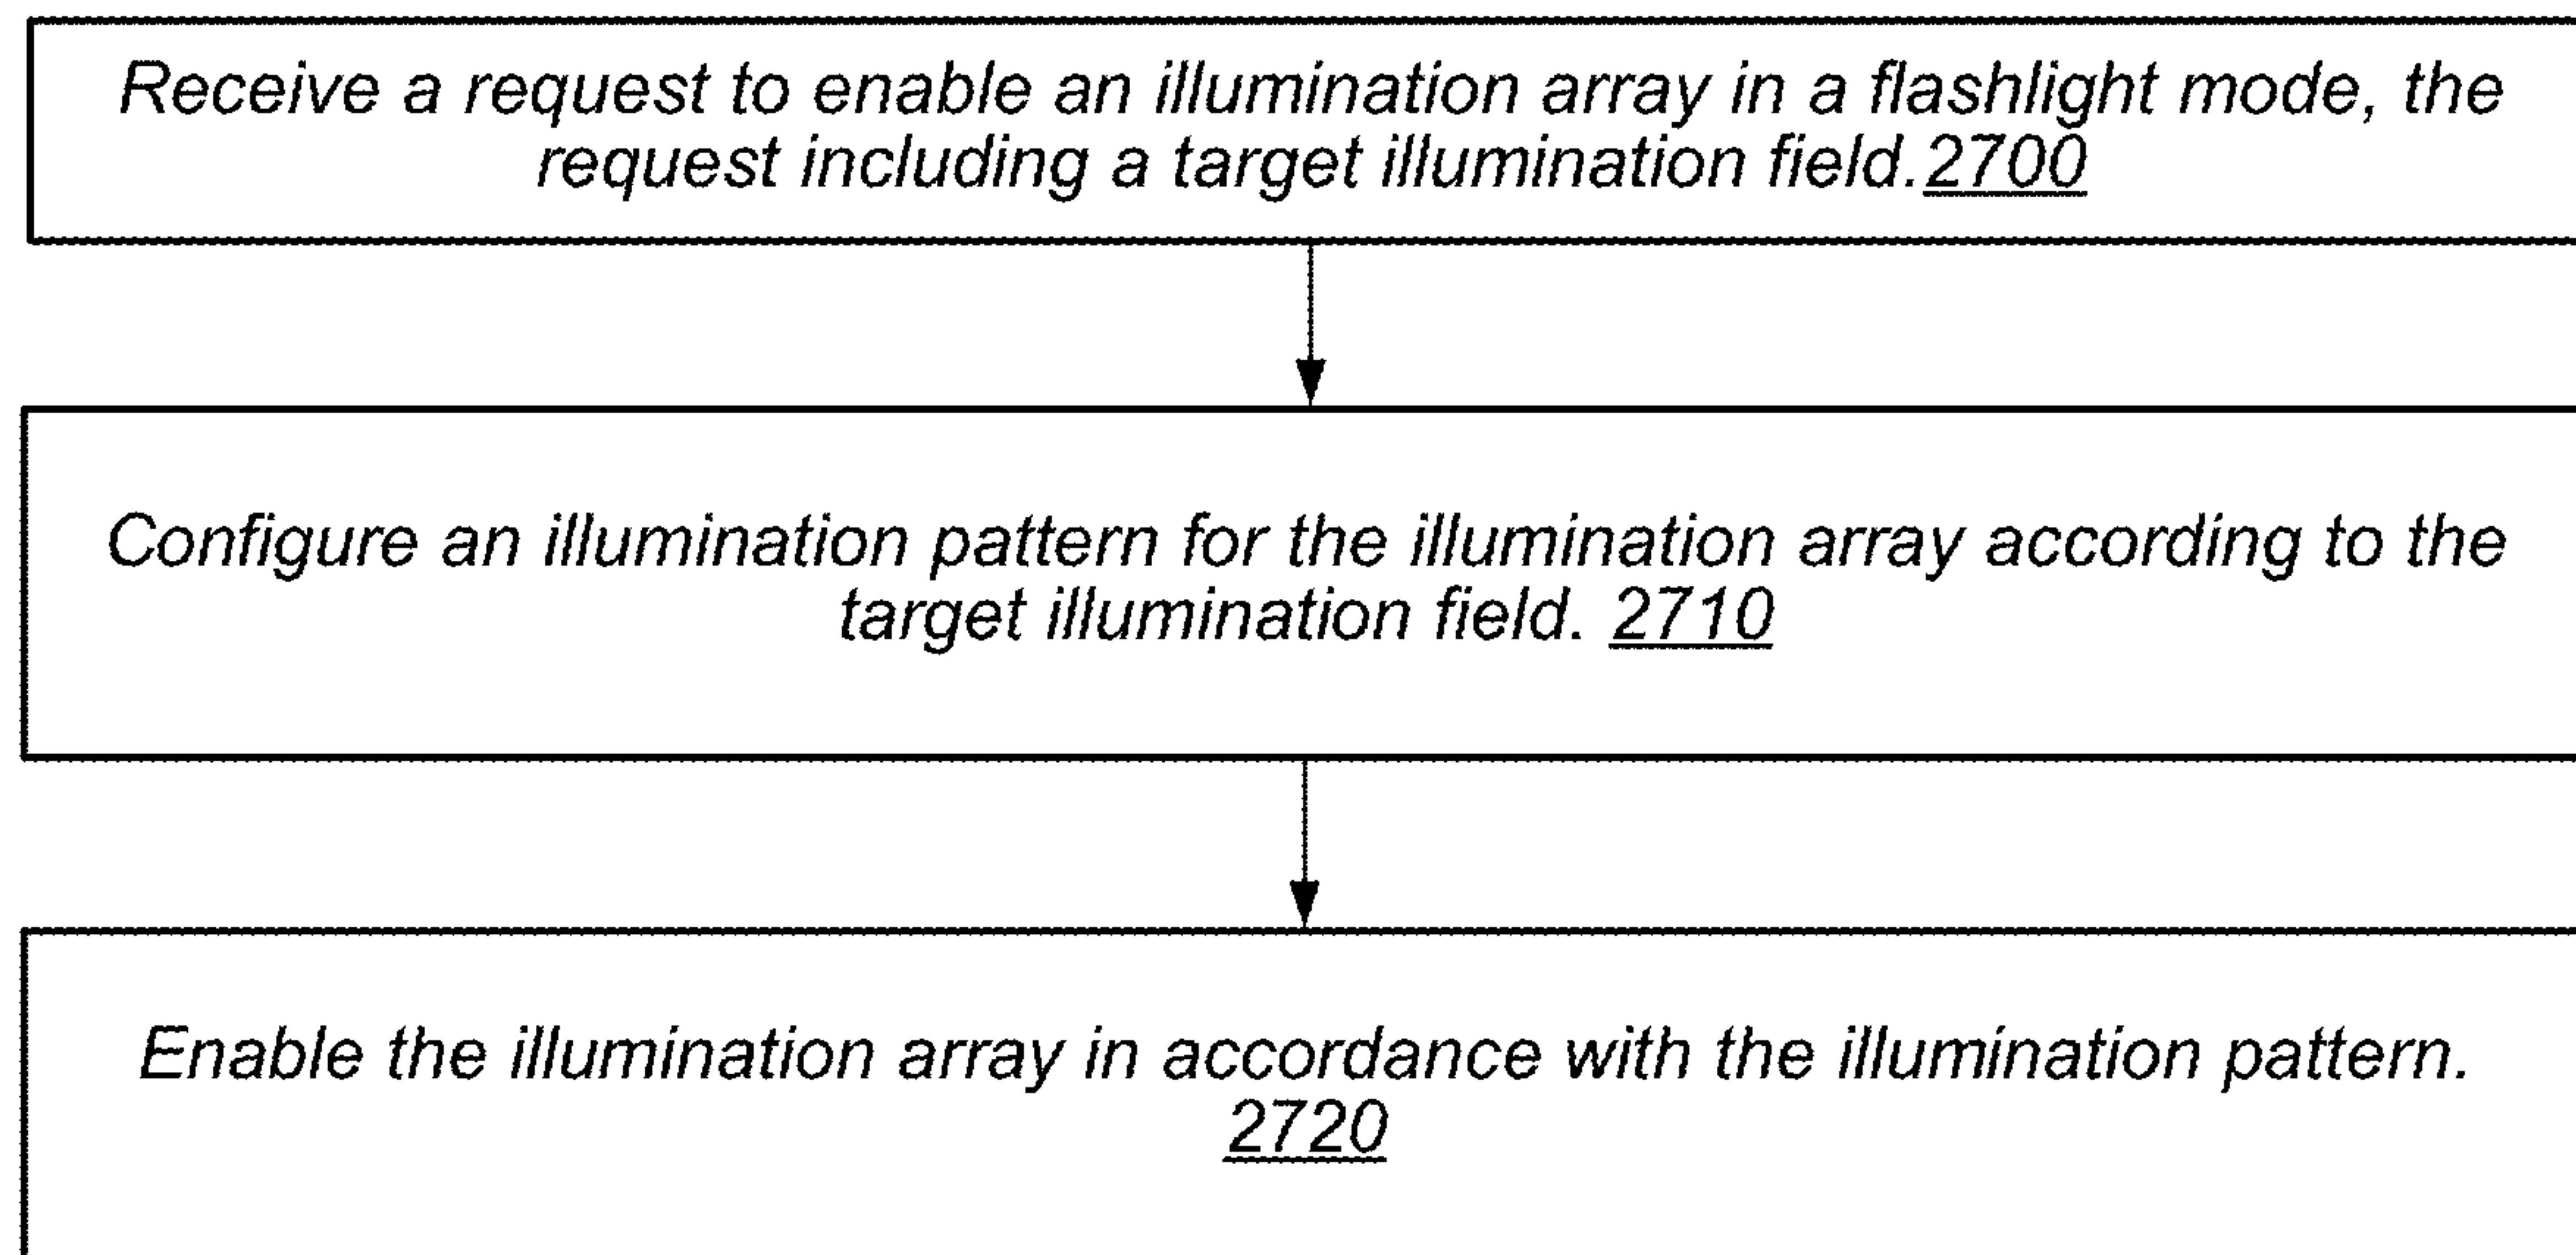 Receive a request to enable an illumination array in a flashlight mode, the
request including a target illumination field.2700
Configure an illumination pattern for the illumination array according to the
target illumination field. 2710
Enable the illumination array in accordance with the illumination pattern.
2720